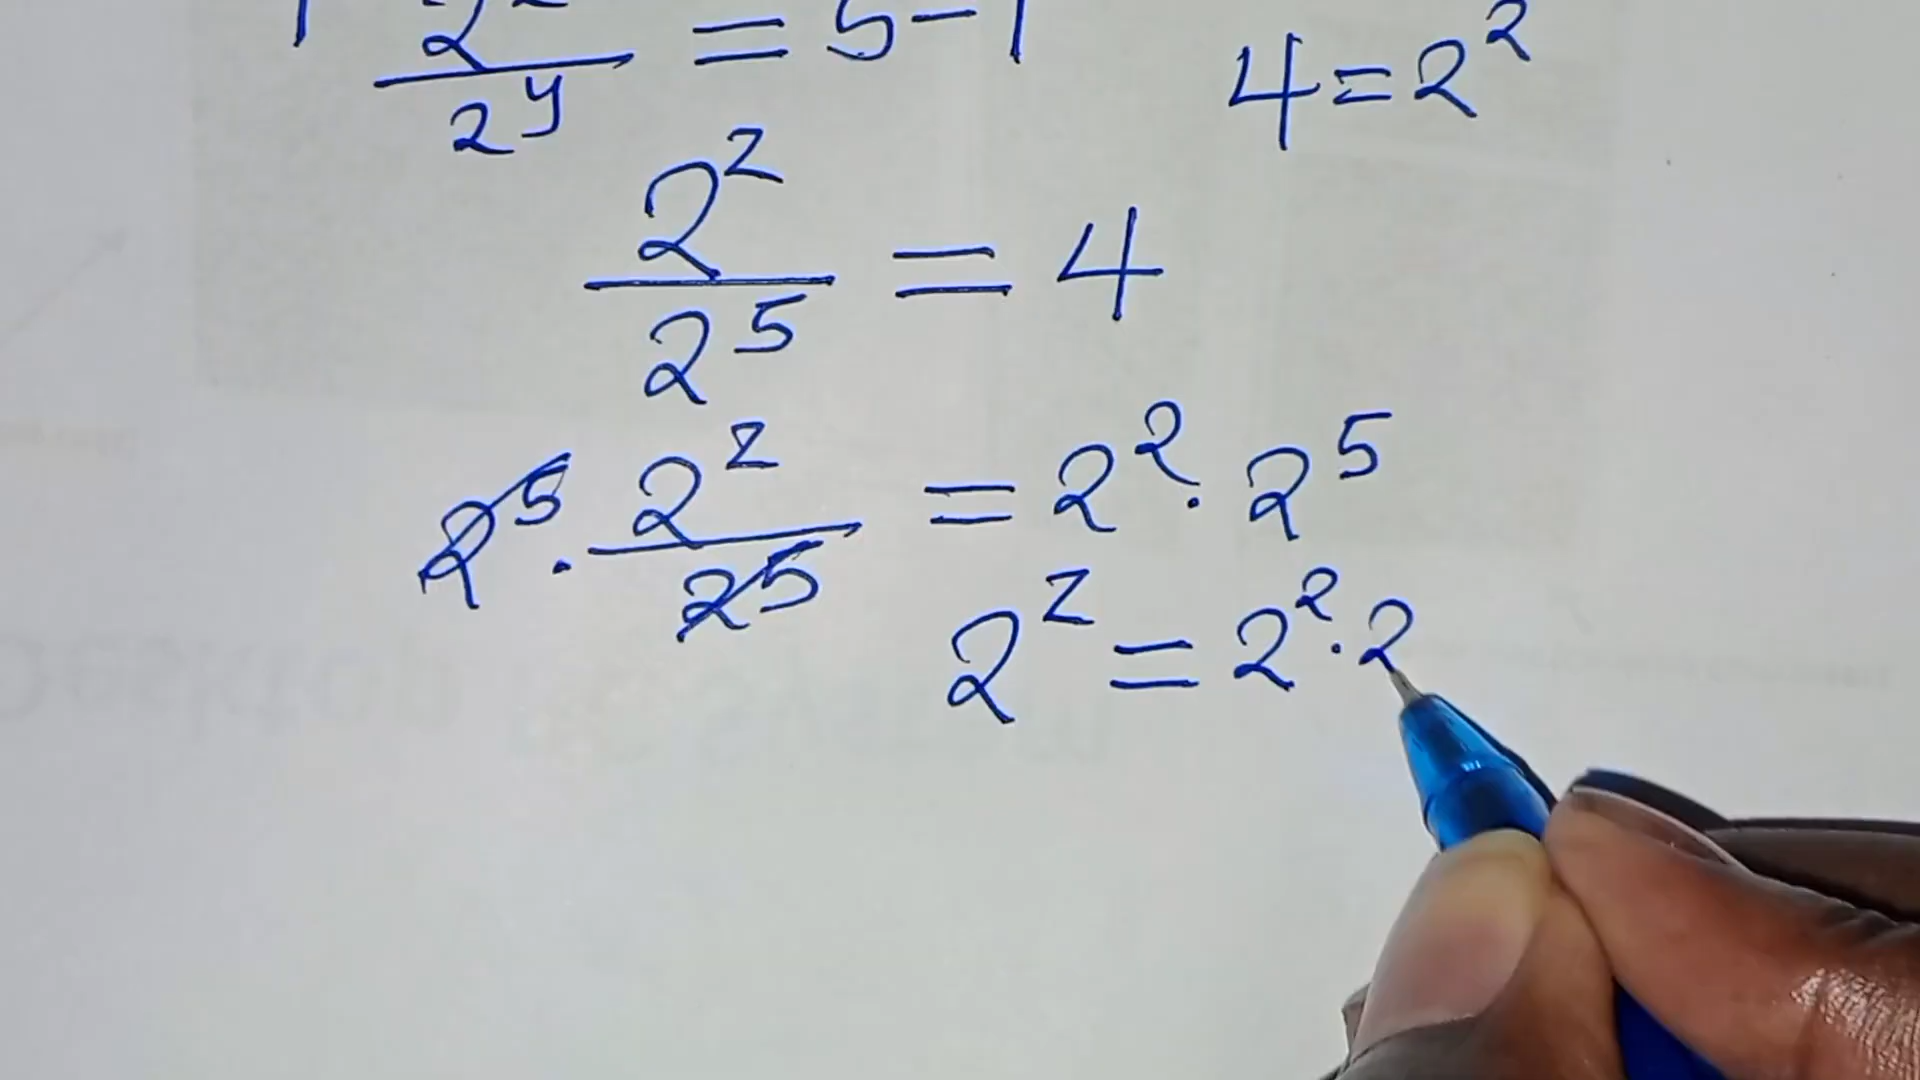 1 2^z/2^y = 5-1
4=2^2
2^z/2^5 = 4
2^5 . 2^z/2^5 = 2^2 . 2^5
2^z = 2^2 . 2